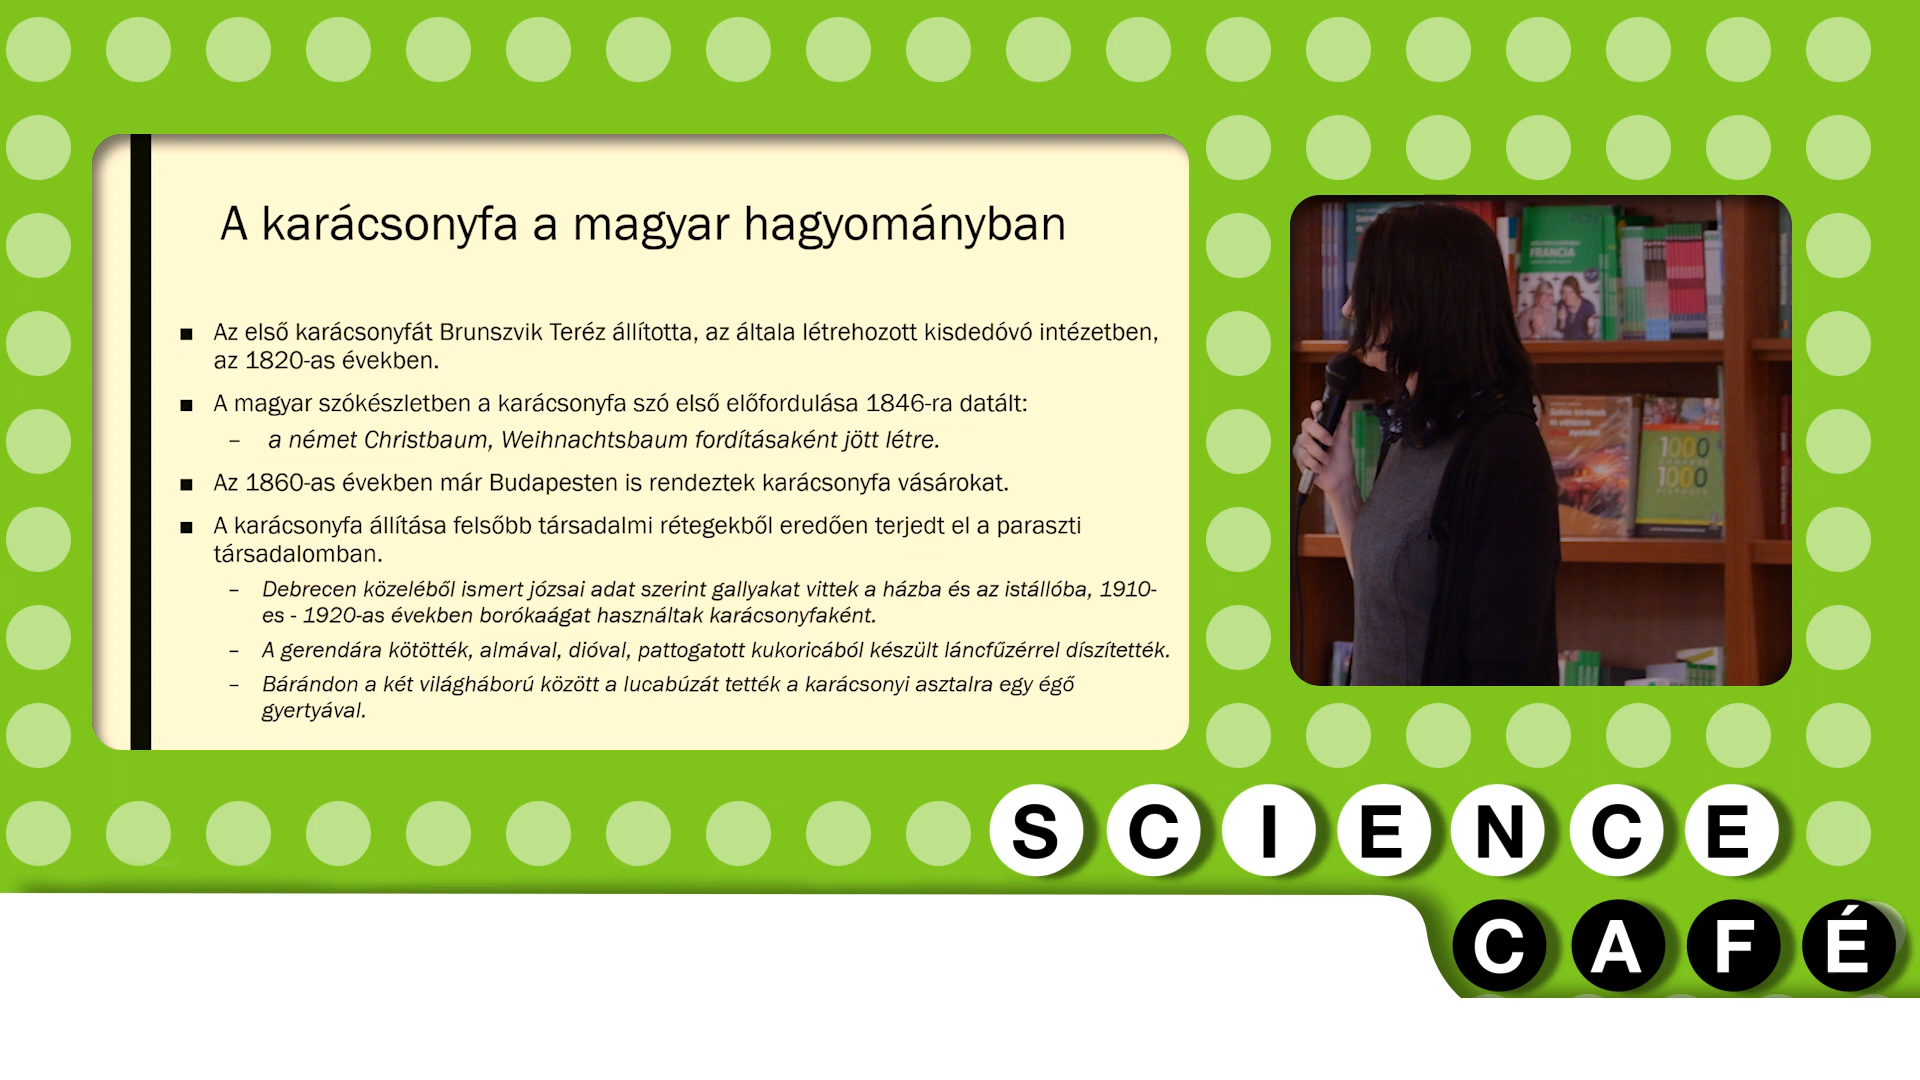 A karácsonyfa a magyar hagyományban
■ Az első karácsonyfát Brunszvik Teréz állította, az általa létrehozott kisdedóvó intézetben,
az 1820-as években.
■ A magyar szókészletben a karácsonyfa szó első előfordulása 1846-ra datált:
– a német Christbaum, Weihnachtsbaum fordításaként jött létre.
■ Az 1860-as években már Budapesten is rendeztek karácsonyfa vásárokat.
■ A karácsonyfa állítása felsőbb társadalmi rétegekből eredően terjedt el a paraszti
társadalomban.
– Debrecen közeléből ismert józsai adat szerint gallyakat vittek a házba és az istállóba, 1910-
es - 1920-as években borókaágat használtak karácsonyfaként.
– A gerendára kötötték, almával, dióval, pattogatott kukoricából készült láncfűzérrel díszítették.
– Bárándon a két világháború között a lucabúzát tették a karácsonyi asztalra egy égő
gyertyával.
FRANCIA
1000
1000
SCIENCE
CAFÉ